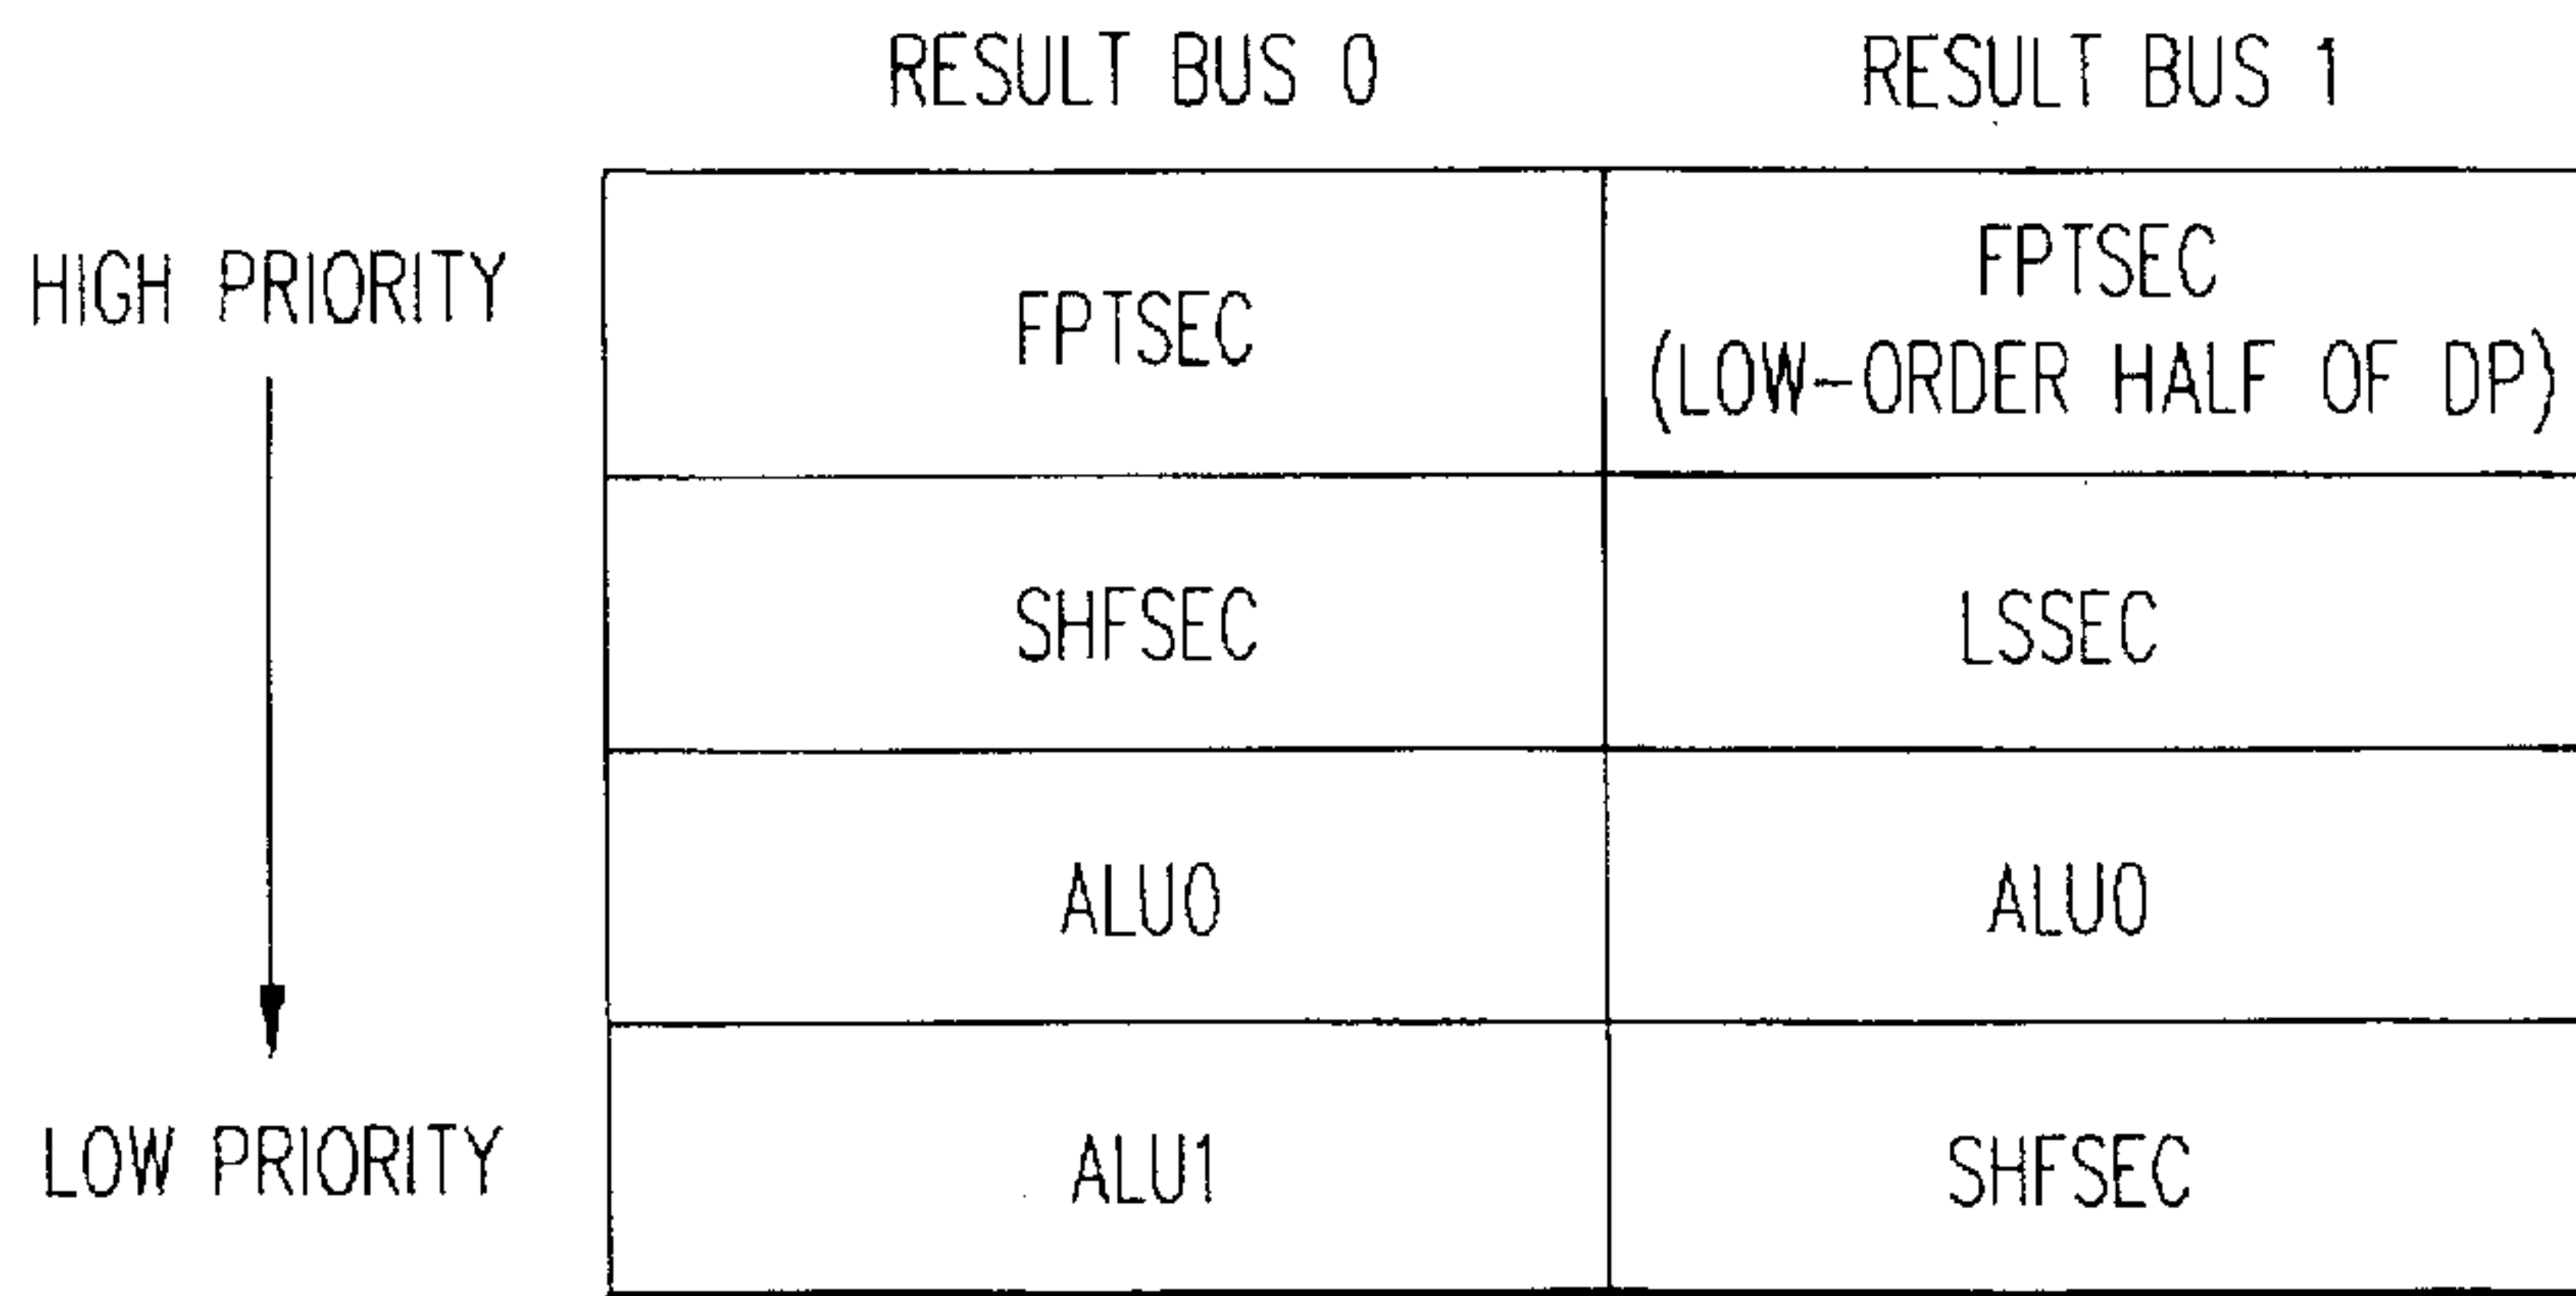 RESULT BUS 0 RESULT BUS 1
HIGH PRIORITY
FPTSEC
FPTSEC
(LOW-ORDER HALF OF DP)
SHFSEC LSSEC
ALU0 ALU0
LOW PRIORITY ALU1 SHFSEC